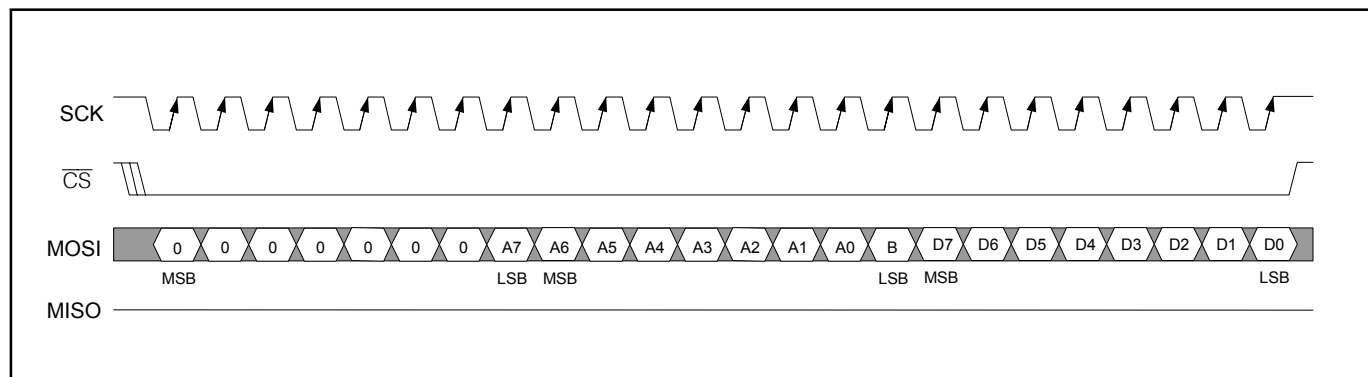 SCK
CS
MOSI 0 0 0 0 0 0 0 A7 A6 A5 A4 A3 A2 A1 A0 B D7 D6 D5 D4 D3 D2 D1 D0
MSB LSB MSB LSB MSB LSB
MISO